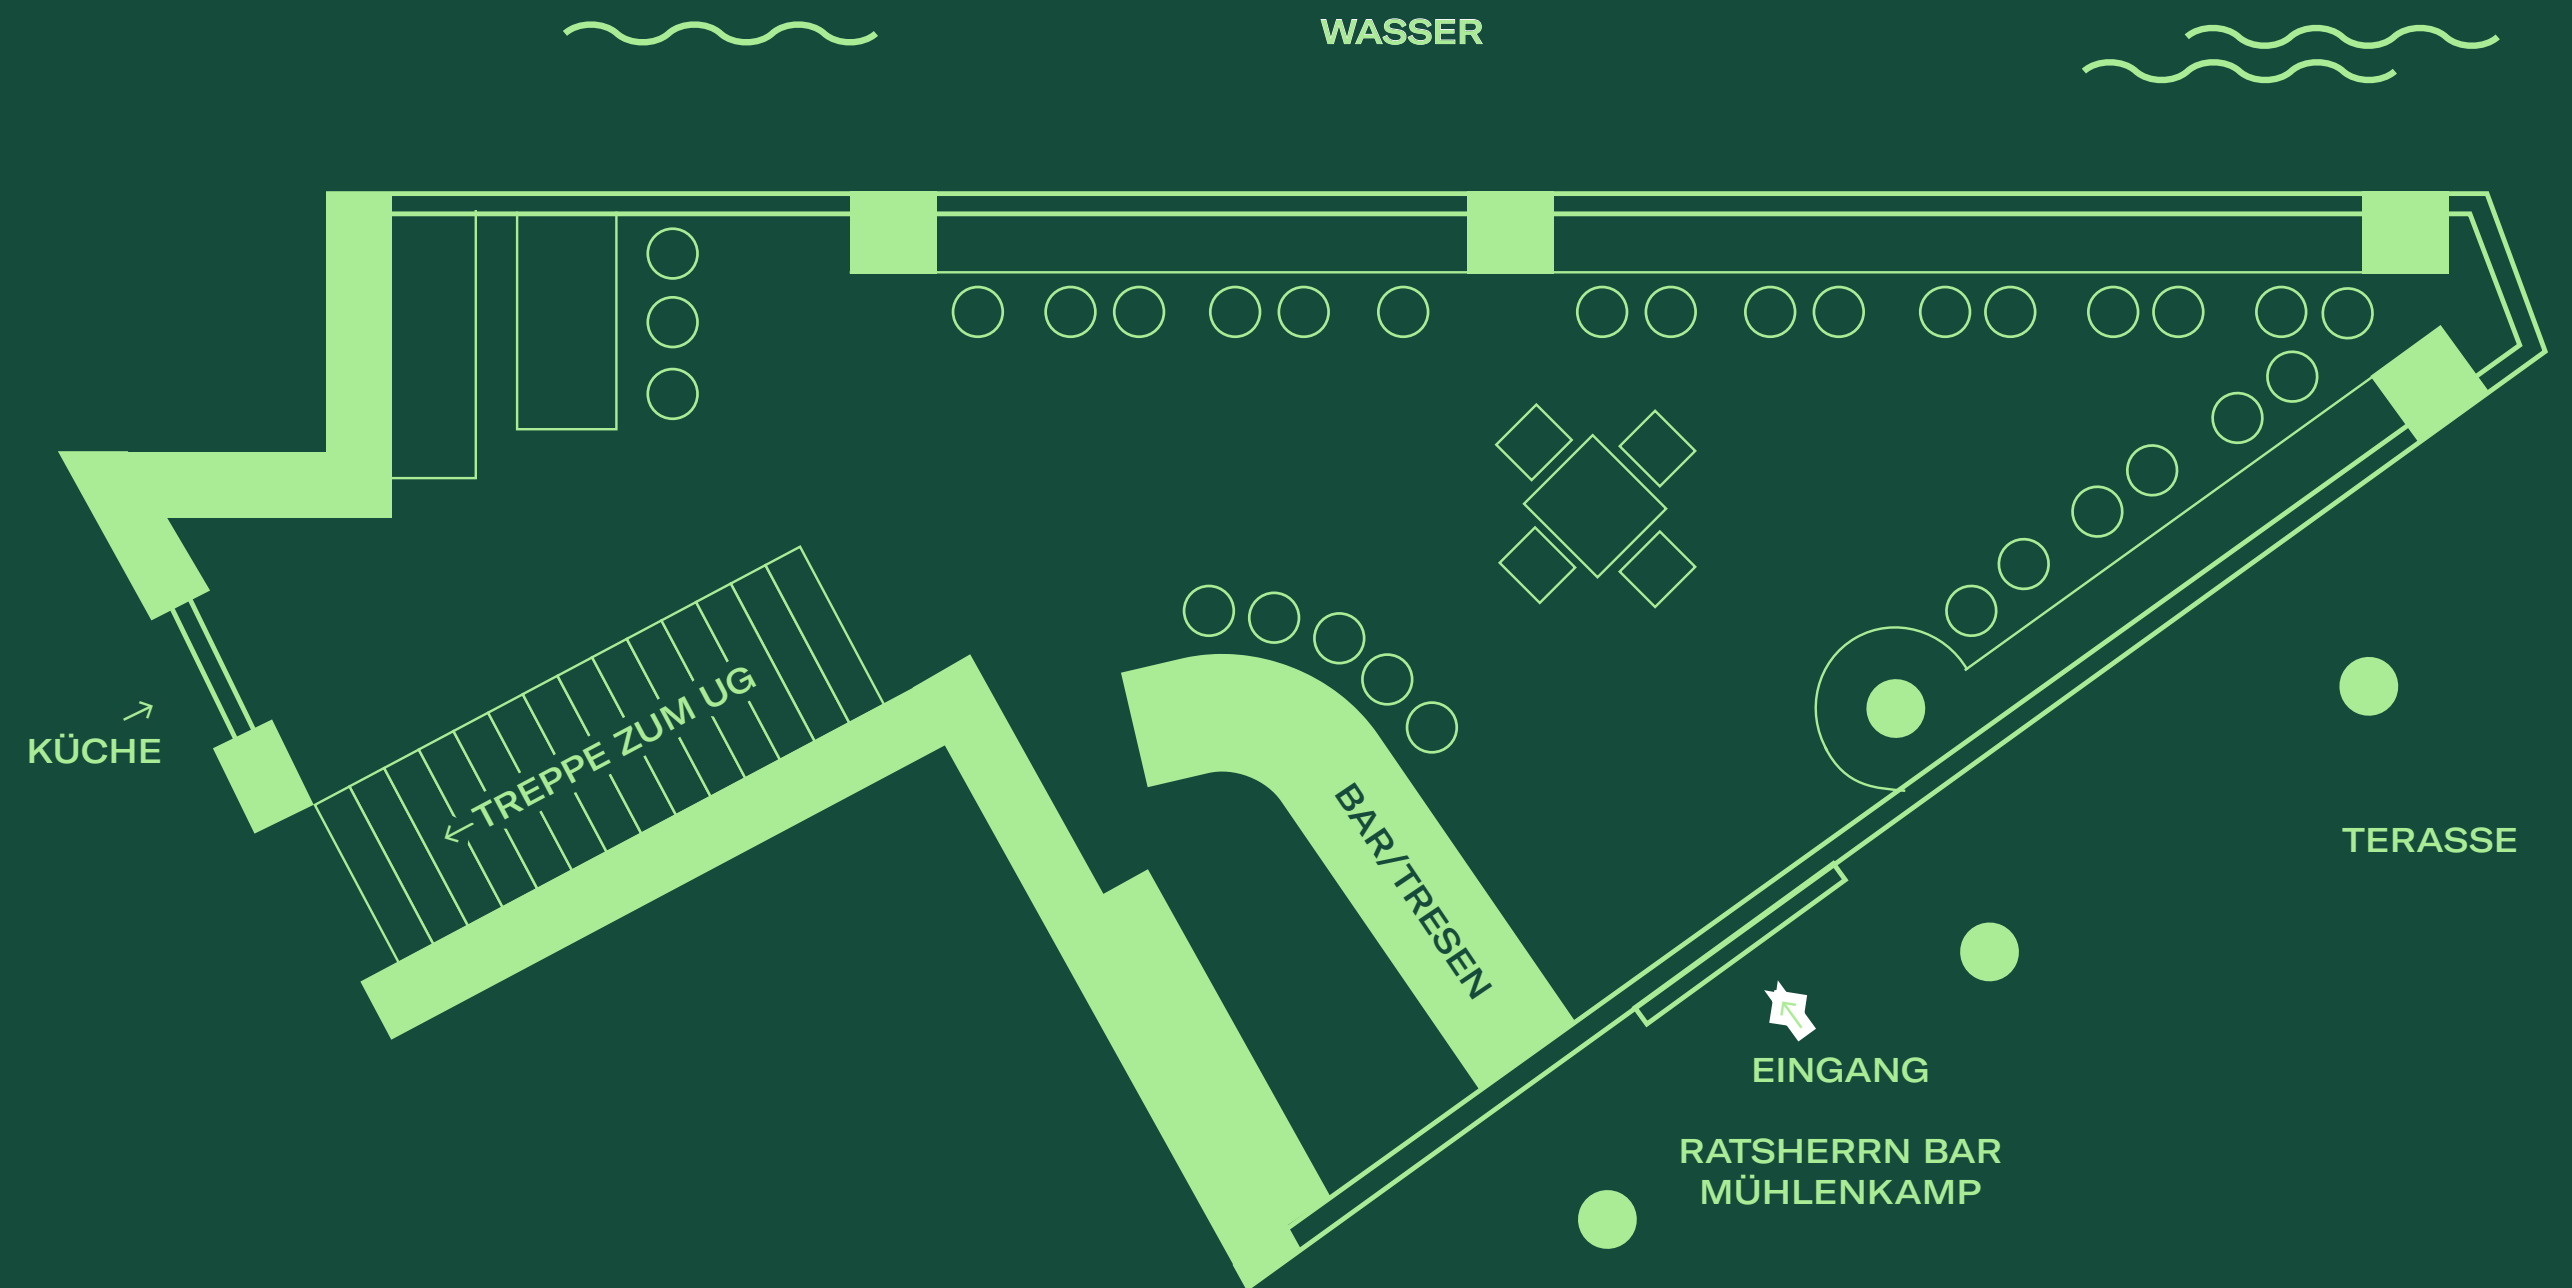 WASSER
← TREPPE ZUM UG
KÜCHE
BAR/TRESEN
TERASSE
EINGANG
RATSHERRN BAR
MÜHLENKAMP